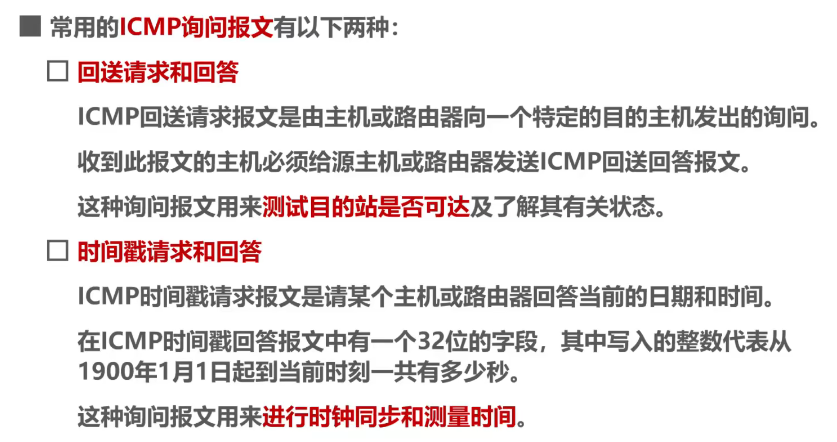 常用的ICMP询问报文有以下两种：
回送请求和回答
ICMP回送请求报文是由主机或路由器向一个特定的目的主机发出的询问。
收到此报文的主机必须给源主机或路由器发送ICMP回送回答报文。
这种询问报文用来测试目的站是否可达及了解其有关状态。
时间戳请求和回答
ICMP时间戳请求报文是请某个主机或路由器回答当前的日期和时间。
在ICMP时间戳回答报文中有一个32位的字段，其中写入的整数代表从
1900年1月1日起到当前时刻一共有多少秒。
这种询问报文用来进行时钟同步和测量时间。